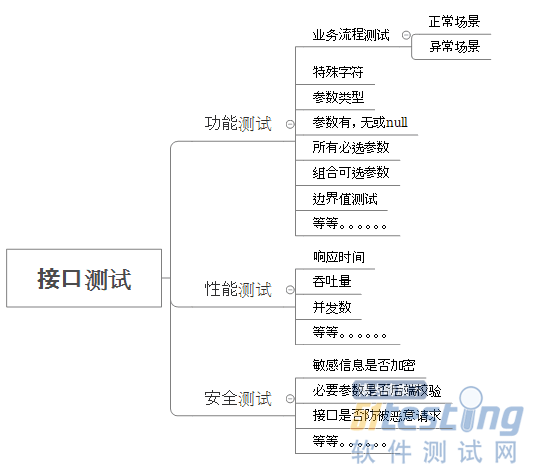 接口测试
功能测试
业务流程测试
正常场景
异常场景
特殊字符
参数类型
参数有，无或null
所有必选参数
组合可选参数
边界值测试
等等。。。。。。
性能测试
响应时间
吞吐量
并发数
等等。。。。。。
安全测试
敏感信息是否加密
必要参数是否后端校验
接口是否防被恶意请求
等等。。。。。。
51testing
软件测试网